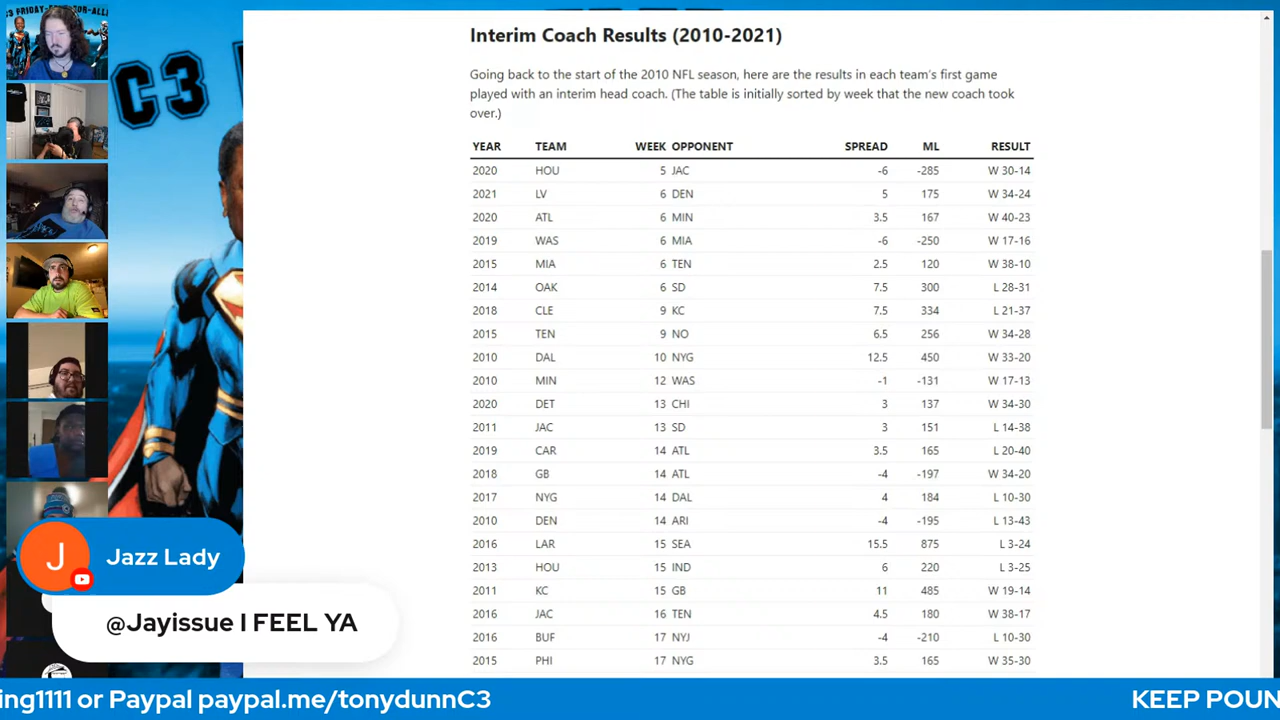 C3 FRIDAY
C3
Interim Coach Results (2010-2021)
Going back to the start of the 2010 NFL season, here are the results in each team's first game
played with an interim head coach. (The table is initially sorted by week that the new coach took
over.)
YEAR TEAM WEEK OPPONENT SPREAD ML RESULT
2020 HOU 5 JAC -6 -285 W 30-14
2021 LV 6 DEN 5 175 W 34-24
2020 ATL 6 MIN 3.5 167 W 40-23
2019 WAS 6 MIA -6 -250 W 17-16
2015 MIA 6 TEN 2.5 120 W 38-10
2014 OAK 6 SD 7.5 300 L 28-31
2018 CLE 9 KC 7.5 334 L 21-37
2015 TEN 9 NO 6.5 256 W 34-28
2010 DAL 10 NYG 12.5 450 W 33-20
2010 MIN 12 WAS -1 -131 W 17-13
2020 DET 13 CHI 3 137 W 34-30
2011 JAC 13 SD 3 151 L 14-38
2019 CAR 14 ATL 3.5 165 L 20-40
2018 GB 14 ATL -4 -197 W 34-20
2017 NYG 14 DAL 4 184 L 10-30
2010 DEN 14 ARI -4 -195 L 13-43
2016 LAR 15 SEA 15.5 875 L 3-24
2013 HOU 15 IND 6 220 L 3-25
2011 KC 15 GB 11 485 W 19-14
2016 JAC 16 TEN 4.5 180 W 38-17
2016 BUF 17 NYJ -4 -210 L 10-30
2015 PHI 17 NYG 3.5 165 W 35-30
J
Jazz Lady
@Jayissue I FEEL YA
ing1111 or Paypal paypal.me/tonydunnC3
KEEP POUN